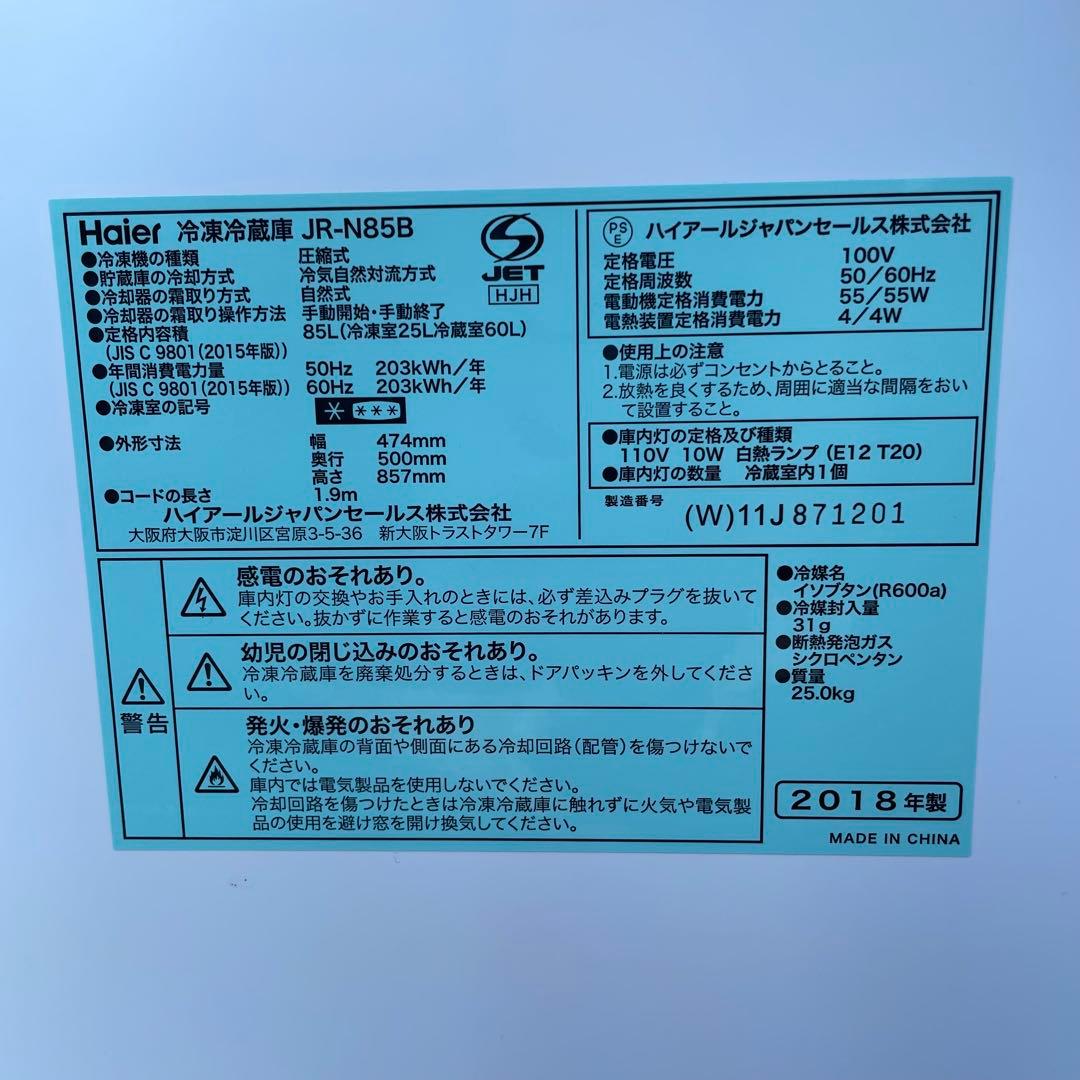 Haier 冷凍冷蔵庫 JR-N85B
●冷凍機の種類 圧縮式
●貯蔵庫の冷却方式 冷気自然対流方式
●冷却器の霜取り方式 自然式
●冷却器の霜取り操作方法 手動開始・手動終了
●定格内容積 85L(冷凍室25L冷蔵室60L)
(JIS C 9801(2015年版))
●年間消費電力量 50Hz 203kWh/年
(JIS C 9801(2015年版)) 60Hz 203kWh/年
●冷凍室の記号 * ***
●外形寸法 幅 474mm
奥行 500mm
高さ 857mm
●コードの長さ 1.9m
ハイアールジャパンセールス株式会社
大阪府大阪市淀川区宮原3-5-36 新大阪トラストタワー7F
JET
HJH
PS
E
ハイアールジャパンセールス株式会社
定格電圧 100V
定格周波数 50/60Hz
電動機定格消費電力 55/55W
電熱装置定格消費電力 4/4W
●使用上の注意
1.電源は必ずコンセントからとること。
2.放熱を良くするため、周囲に適当な間隔をおい
て設置すること。
●庫内灯の定格及び種類
110V 10W 白熱ランプ (E12 T20)
●庫内灯の数量 冷蔵室内1個
製造番号
(W)11J871201
警告
感電のおそれあり。
庫内灯の交換やお手入れのときには、必ず差込みプラグを抜いて
ください。抜かずに作業すると感電のおそれがあります。
幼児の閉じ込みのおそれあり。
冷凍冷蔵庫を廃棄処分するときは、ドアパッキンを外してくださ
い。
発火・爆発のおそれあり
冷凍冷蔵庫の背面や側面にある冷却回路(配管)を傷つけないで
ください。
庫内では電気製品を使用しないでください。
冷却回路を傷つけたときは冷凍冷蔵庫に触れずに火気や電気製
品の使用を避け窓を開け換気してください。
●冷媒名
イソブタン(R600a)
●冷媒封入量
31g
●断熱発泡ガス
シクロペンタン
●質量
25.0kg
2018年製
MADE IN CHINA